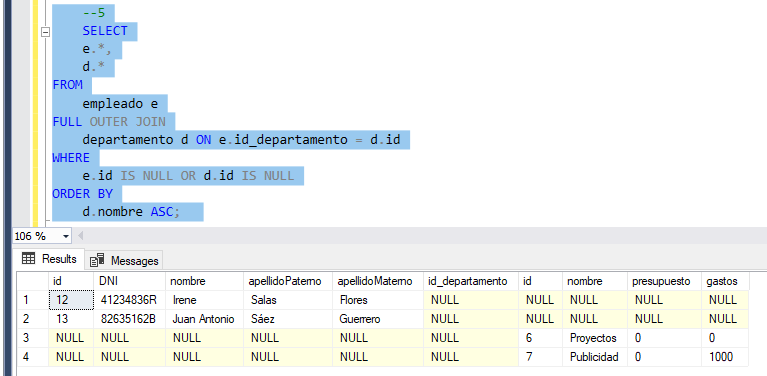 --5
SELECT
e.*,
d.*
FROM
empleado e
FULL OUTER JOIN
departamento d ON e.id_departamento = d.id
WHERE
e.id IS NULL OR d.id IS NULL
ORDER BY
d.nombre ASC;
106 %
Results Messages
id DNI nombre apellidoPaterno apellidoMaterno id_departamento id nombre presupuesto gastos
1 12 41234836R Irene Salas Flores NULL NULL NULL NULL NULL
2 13 82635162B Juan Antonio Sáez Guerrero NULL NULL NULL NULL NULL
3 NULL NULL NULL NULL NULL NULL 6 Proyectos 0 0
4 NULL NULL NULL NULL NULL NULL 7 Publicidad 0 1000